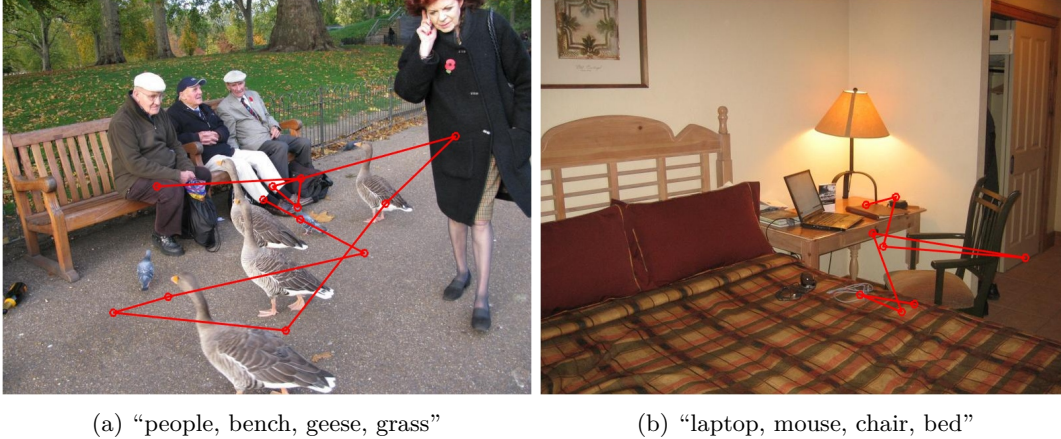 (a) “people, bench, geese, grass”
(b) “laptop, mouse, chair, bed”